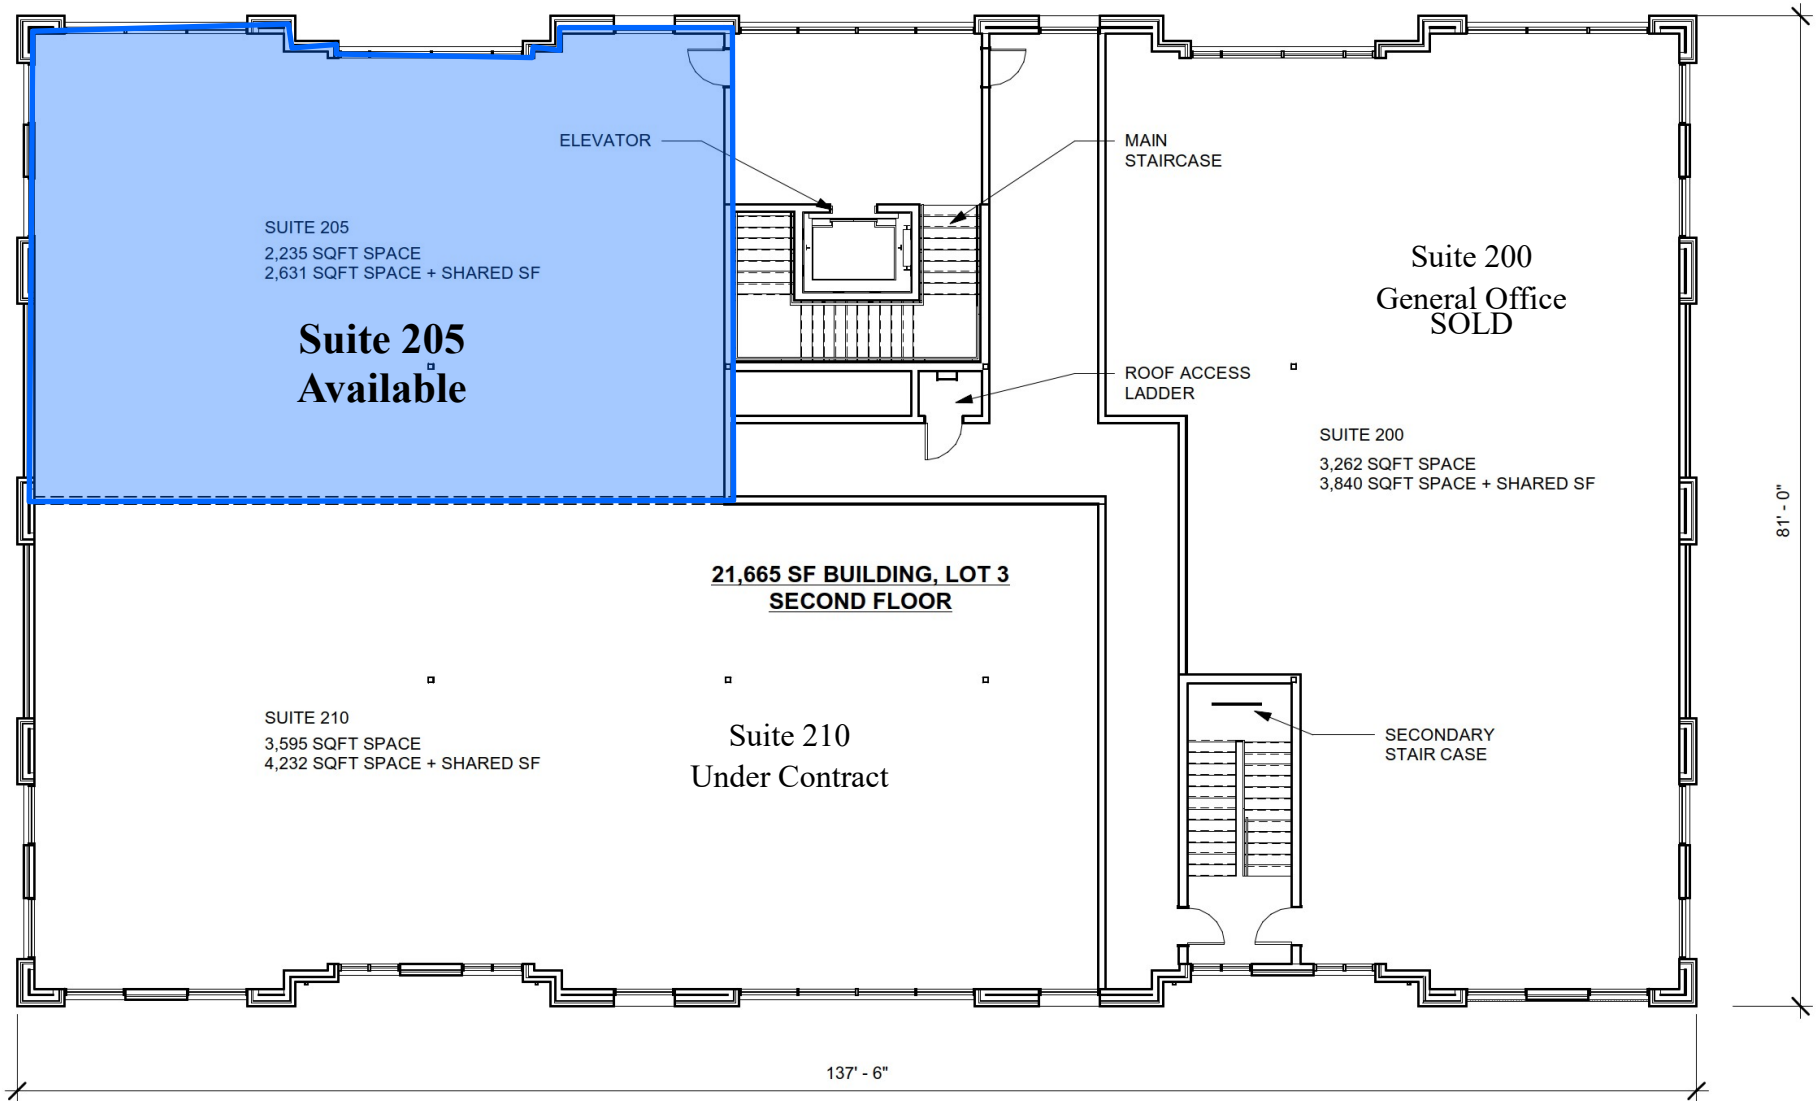 ELEVATOR
MAIN
STAIRCASE
SUITE 205
2,235 SQFT SPACE
2,631 SQFT SPACE + SHARED SF
Suite 205
Available
Suite 200
General Office
SOLD
ROOF ACCESS
LADDER
SUITE 200
3,262 SQFT SPACE
3,840 SQFT SPACE + SHARED SF
81' - 0"
21,665 SF BUILDING, LOT 3
SECOND FLOOR
SUITE 210
3,595 SQFT SPACE
4,232 SQFT SPACE + SHARED SF
Suite 210
Under Contract
SECONDARY
STAIR CASE
137' - 6"